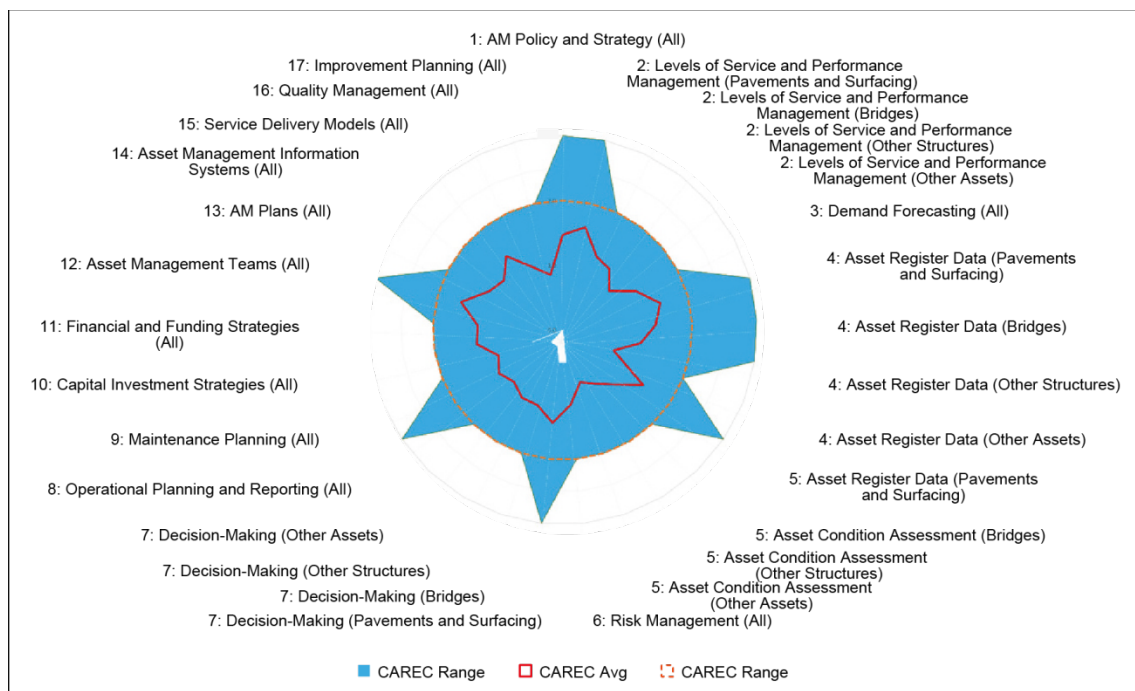 1: AM Policy and Strategy (All)
2: Levels of Service and Performance
Management (Pavements and Surfacing)
2: Levels of Service and Performance
Management (Bridges)
2: Levels of Service and Performance
Management (Other Structures)
2: Levels of Service and Performance
Management (Other Assets)
3: Demand Forecasting (All)
4: Asset Register Data (Pavements
and Surfacing)
4: Asset Register Data (Bridges)
4: Asset Register Data (Other Structures)
4: Asset Register Data (Other Assets)
5: Asset Register Data (Pavements
and Surfacing)
5: Asset Condition Assessment (Bridges)
5: Asset Condition Assessment
(Other Structures)
5: Asset Condition Assessment
(Other Assets)
6: Risk Management (All)
7: Decision-Making (Pavements and Surfacing)
7: Decision-Making (Bridges)
7: Decision-Making (Other Structures)
7: Decision-Making (Other Assets)
8: Operational Planning and Reporting (All)
9: Maintenance Planning (All)
10: Capital Investment Strategies (All)
11: Financial and Funding Strategies
(All)
12: Asset Management Teams (All)
13: AM Plans (All)
14: Asset Management Information
Systems (All)
15: Service Delivery Models (All)
16: Quality Management (All)
17: Improvement Planning (All)
CAREC Range
CAREC Avg
CAREC Range